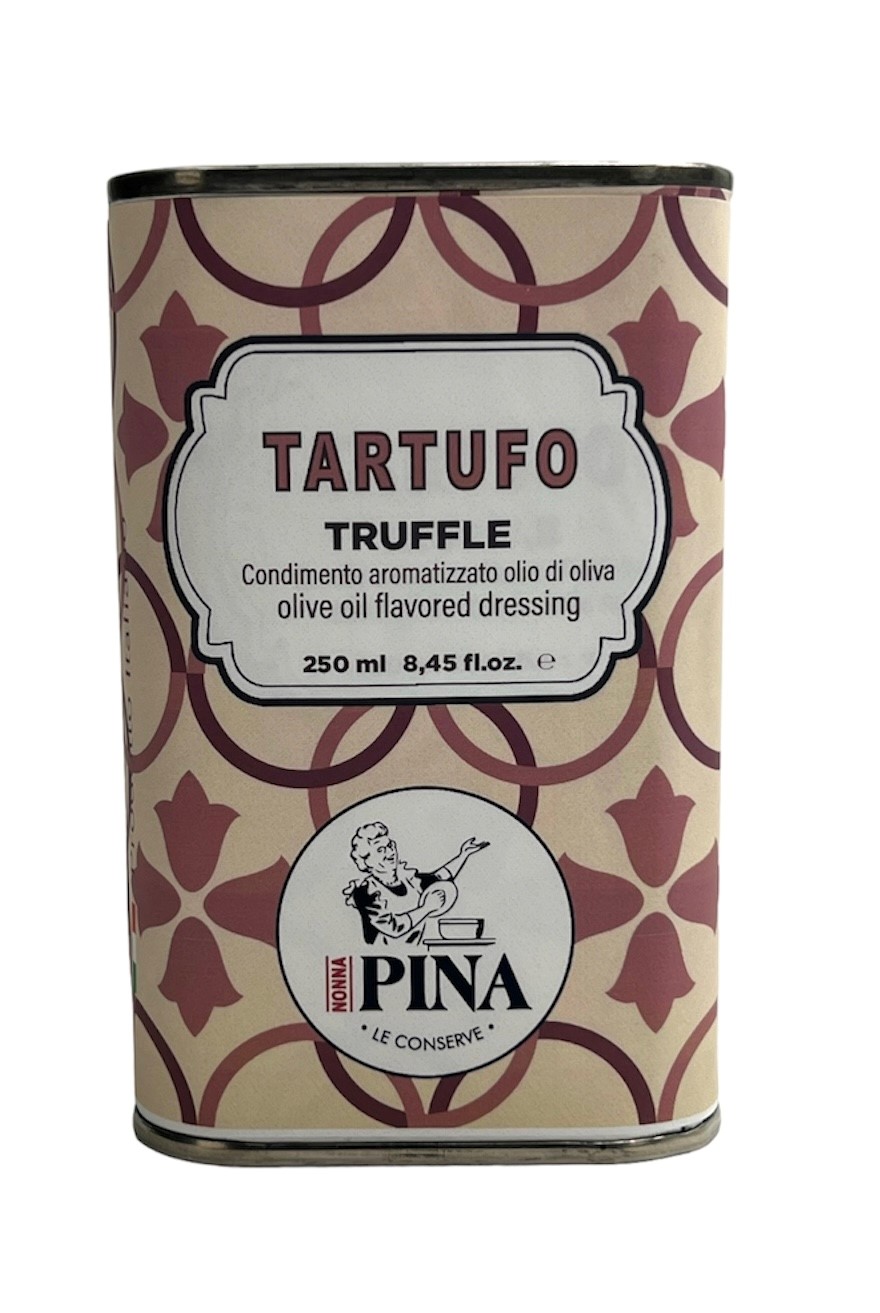 TARTUFO
TRUFFLE
Condimento aromatizzato olio di oliva
olive oil flavored dressing
250 ml 8,45 fl.oz. ℮
NONNA
PINA
• LE CONSERVE •